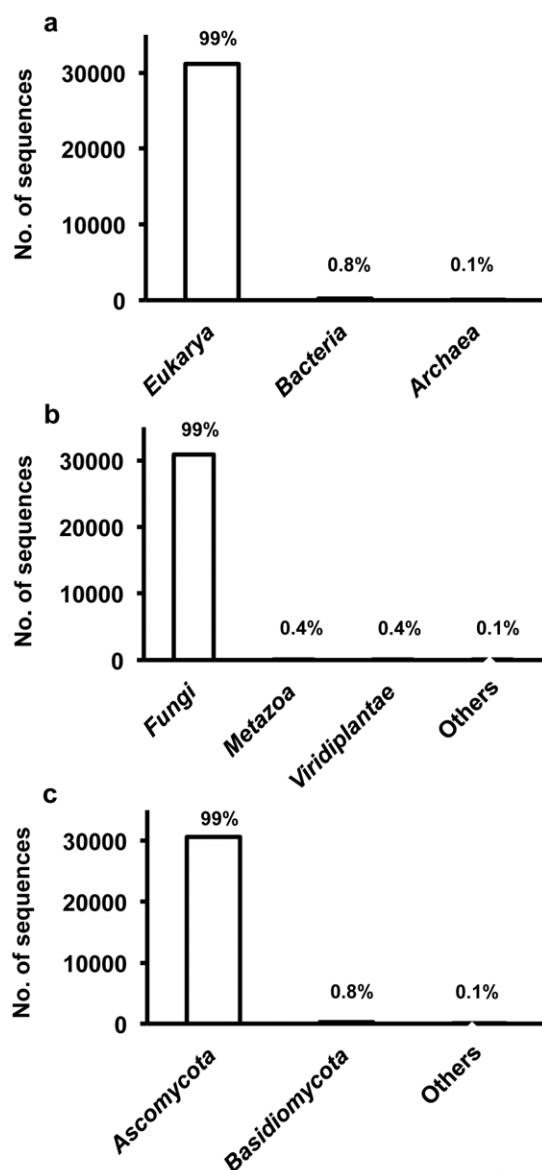 a
99%
30000
20000
10000
0
No. of sequences
0.8%
0.1%
Eukarya
Bacteria
Archaea
b
99%
30000
20000
10000
0
No. of sequences
0.4%
0.4%
0.1%
Fungi
Metazoa
Viridiplantae
Others
c
99%
30000
20000
10000
0
No. of sequences
0.8%
0.1%
Ascomycota
Basidiomycota
Others